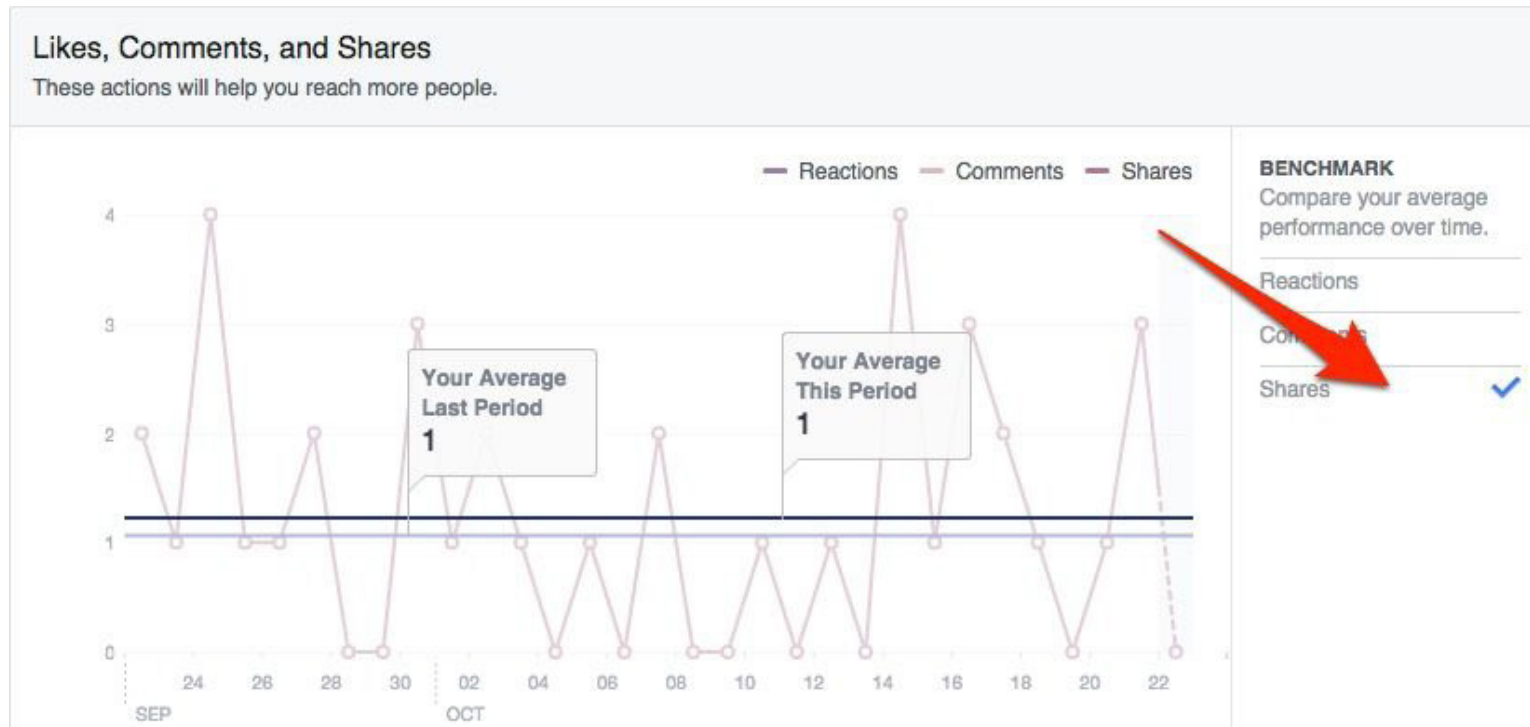 Likes, Comments, and Shares
These actions will help you reach more people.
Reactions Comments Shares
4
3
2
1
0
Your Average
Last Period
1
Your Average
This Period
1
24 26 28 30 02 04 06 08 10 12 14 16 18 20 22
SEP OCT
BENCHMARK
Compare your average
performance over time.
Reactions
Comments
Shares